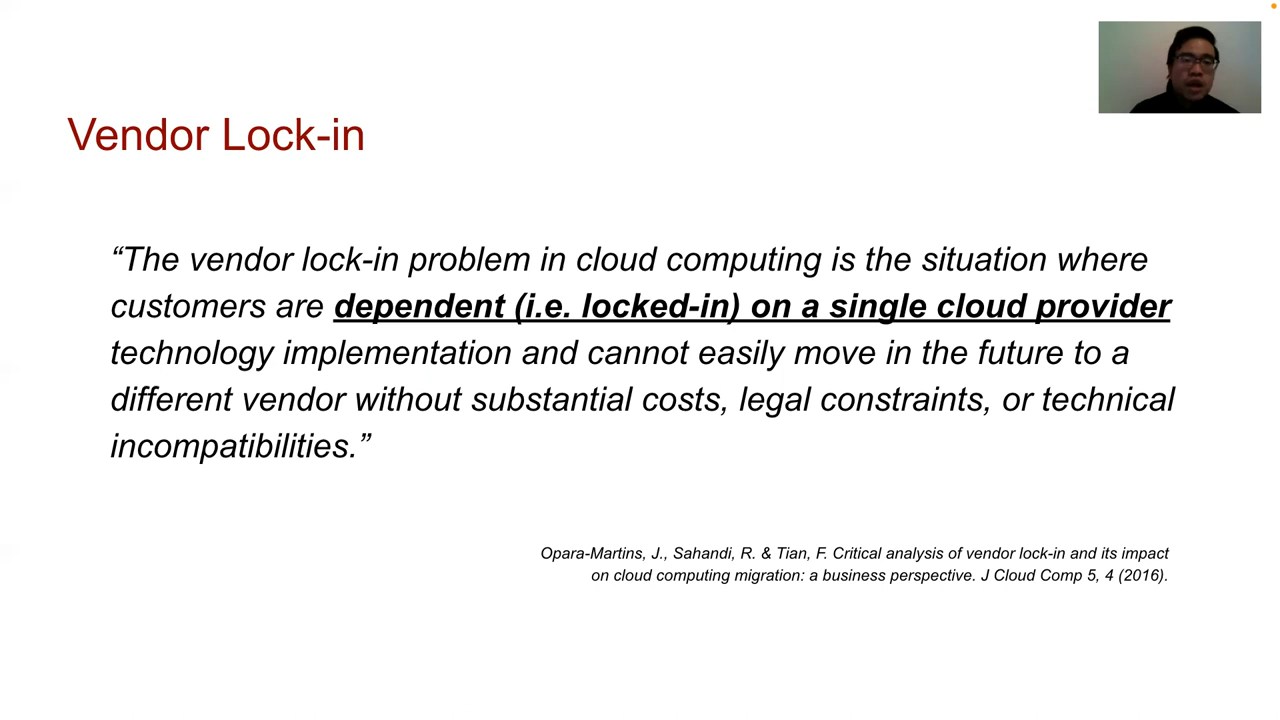 Vendor Lock-in
“The vendor lock-in problem in cloud computing is the situation where
customers are dependent (i.e. locked-in) on a single cloud provider
technology implementation and cannot easily move in the future to a
different vendor without substantial costs, legal constraints, or technical
incompatibilities.”
Opara-Martins, J., Sahandi, R. & Tian, F. Critical analysis of vendor lock-in and its impact
on cloud computing migration: a business perspective. J Cloud Comp 5, 4 (2016).